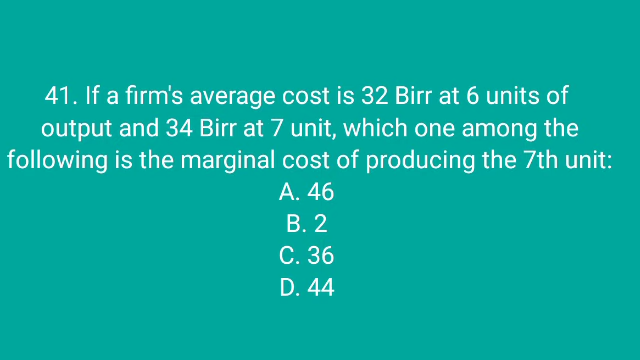 41. If a firm's average cost is 32 Birr at 6 units of
output and 34 Birr at 7 unit, which one among the
following is the marginal cost of producing the 7th unit:
A. 46
B. 2
C. 36
D. 44